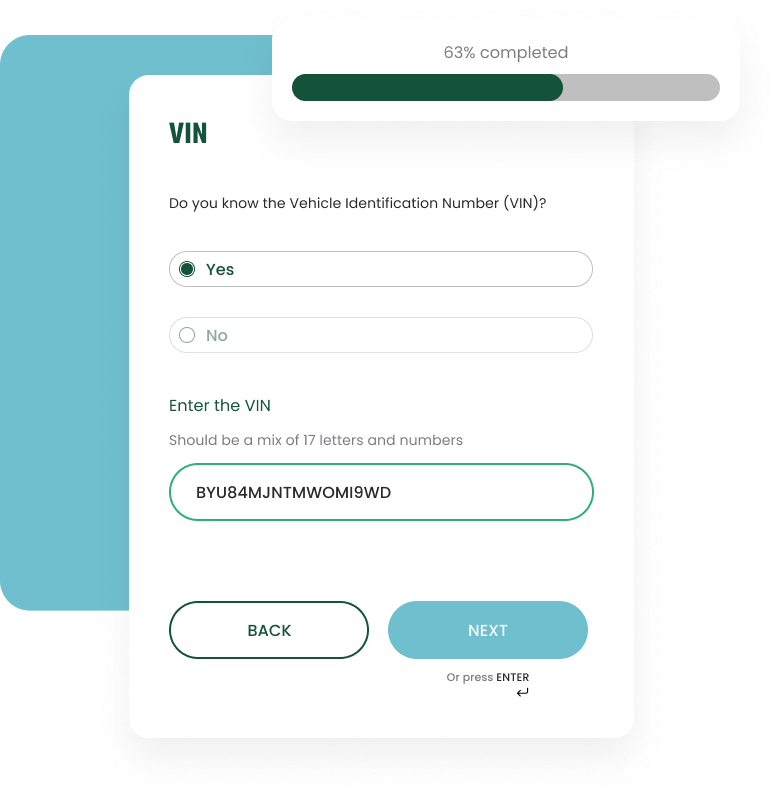 63% completed
VIN
Do you know the Vehicle Identification Number (VIN)?
Yes
No
Enter the VIN
Should be a mix of 17 letters and numbers
BYU84MJNTMWOMI9WD
BACK
NEXT
Or press ENTER